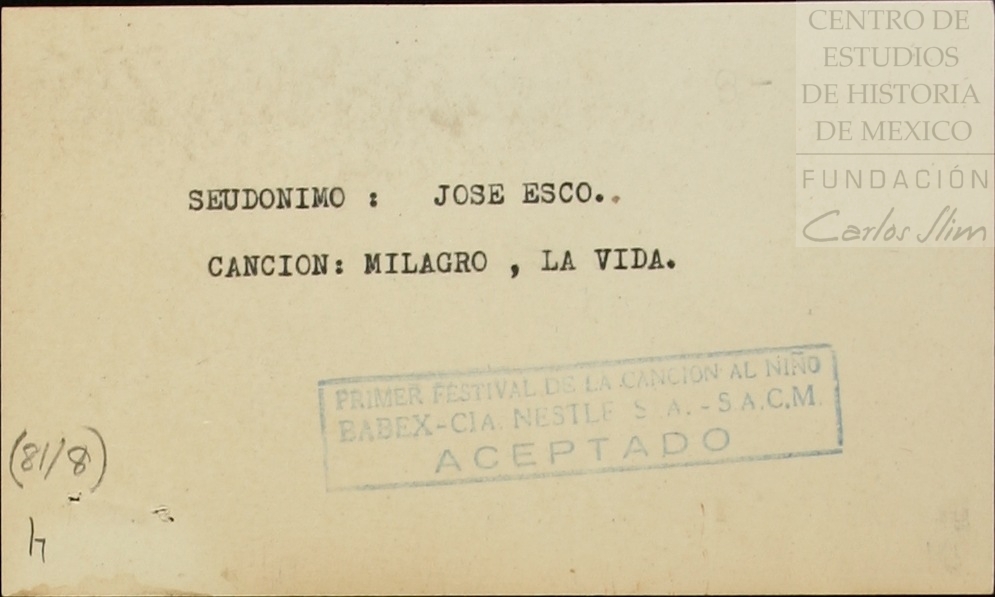 CENTRO DE
ESTUDIOS
DE HISTORIA
DE MEXICO
FUNDACIÓN
Carlos Slim
SEUDONIMO : JOSE ESCO..
CANCION: MILAGRO , LA VIDA.
PRIMER FESTIVAL DE LA CANCION AL NIÑO
BABEX-CIA. NESTLE S.A.-S.A.C.M.
ACEPTADO
(81/8)